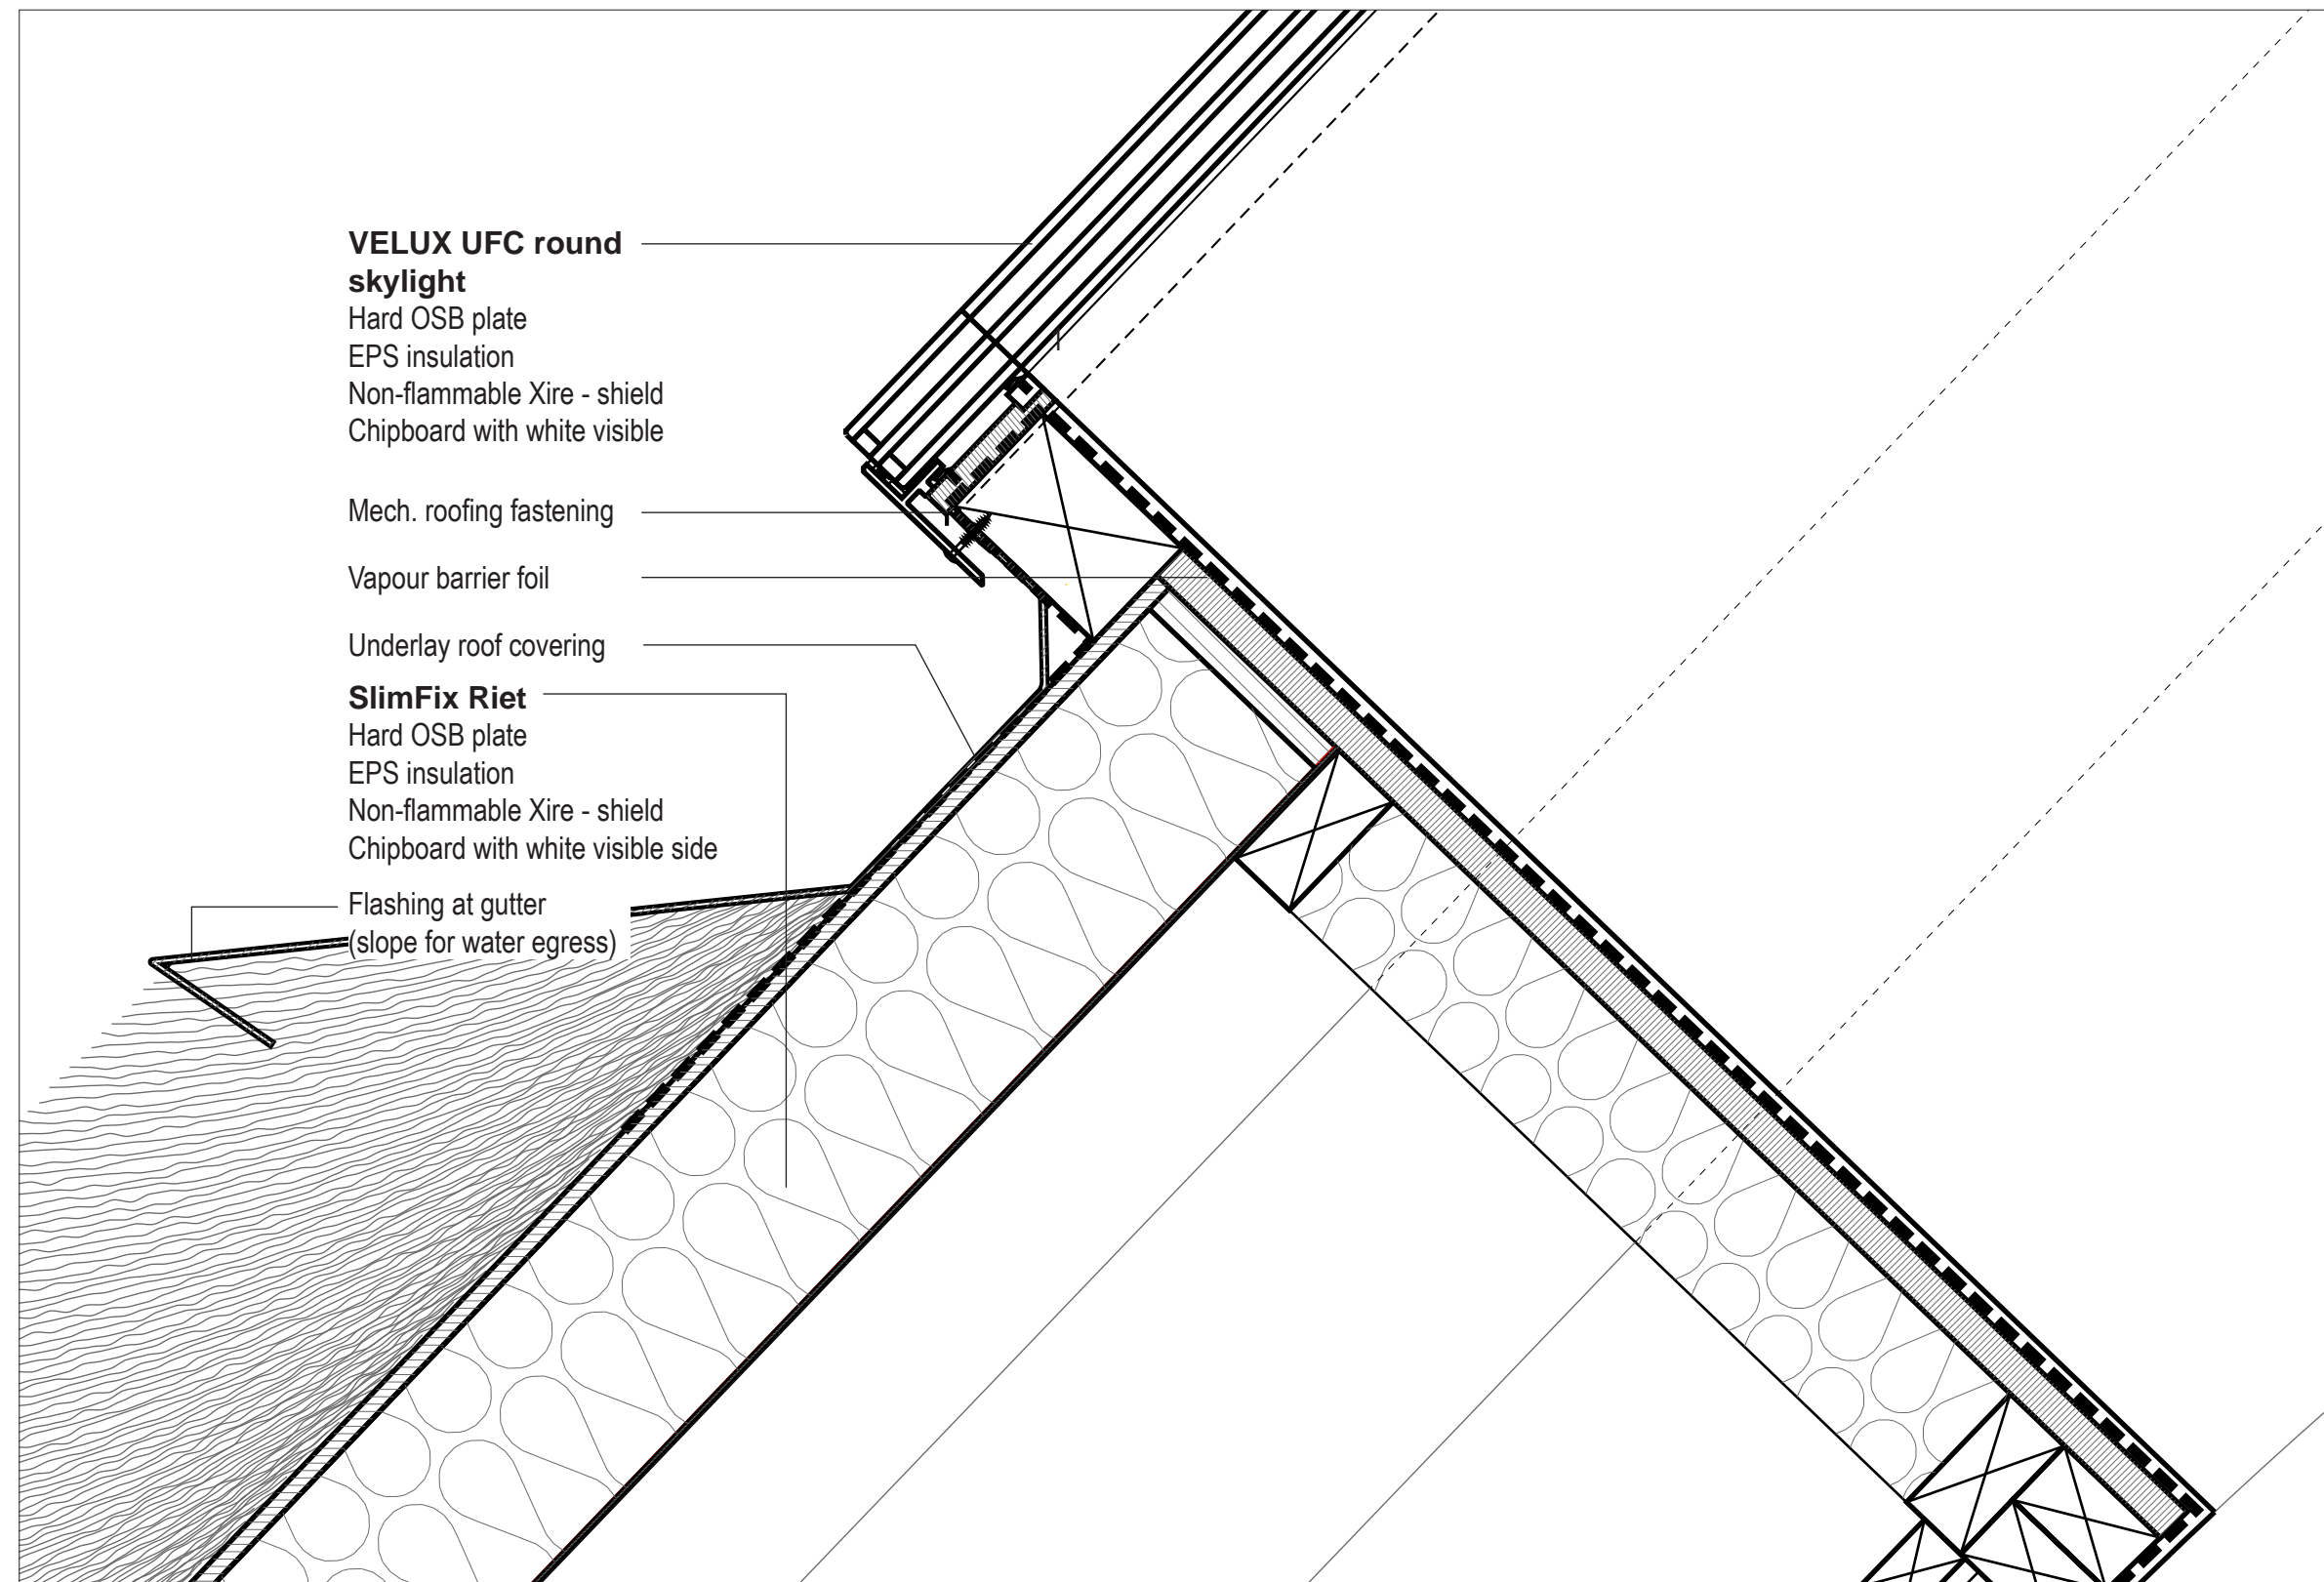 VELUX UFC round
skylight
Hard OSB plate
EPS insulation
Non-flammable Xire - shield
Chipboard with white visible
Mech. roofing fastening
Vapour barrier foil
Underlay roof covering
SlimFix Riet
Hard OSB plate
EPS insulation
Non-flammable Xire - shield
Chipboard with white visible side
Flashing at gutter
(slope for water egress)